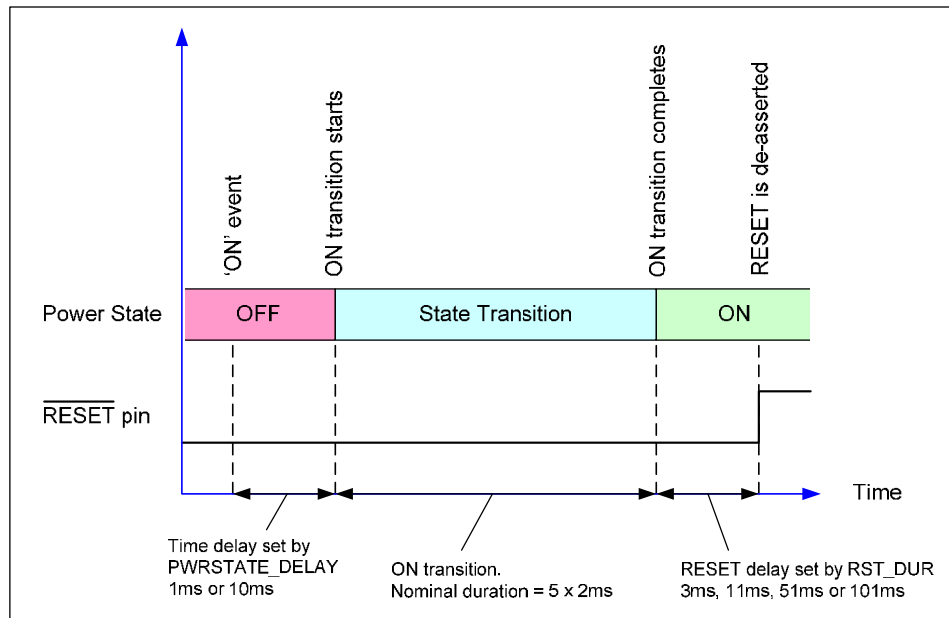 'ON' event
ON transition starts
ON transition completes
RESET is de-asserted
Power State
OFF
State Transition
ON
RESET pin
Time
Time delay set by
PWRSTATE_DELAY
1ms or 10ms
ON transition.
Nominal duration = 5 x 2ms
RESET delay set by RST_DUR
3ms, 11ms, 51ms or 101ms